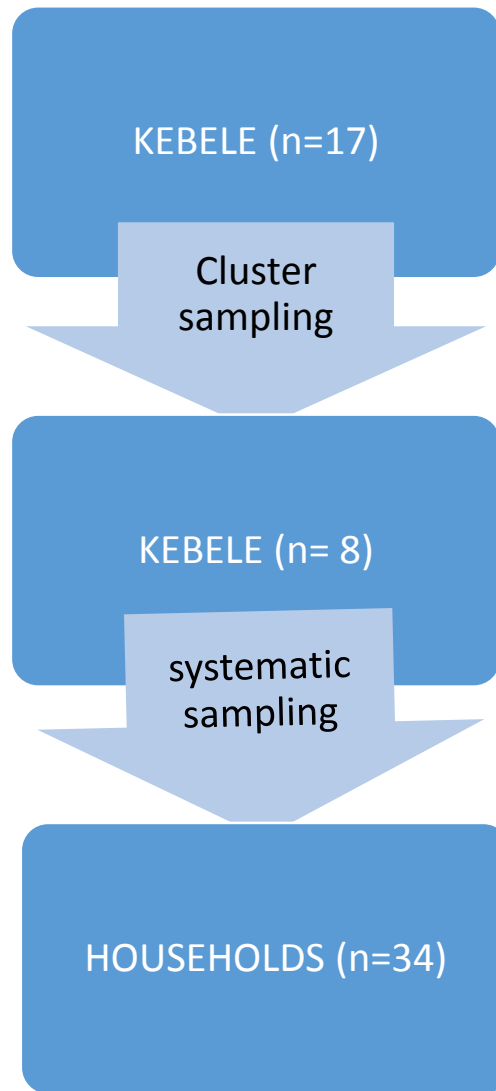 KEBELE (n=17)
Cluster
sampling
KEBELE (n= 8)
systematic
sampling
HOUSEHOLDS (n=34)